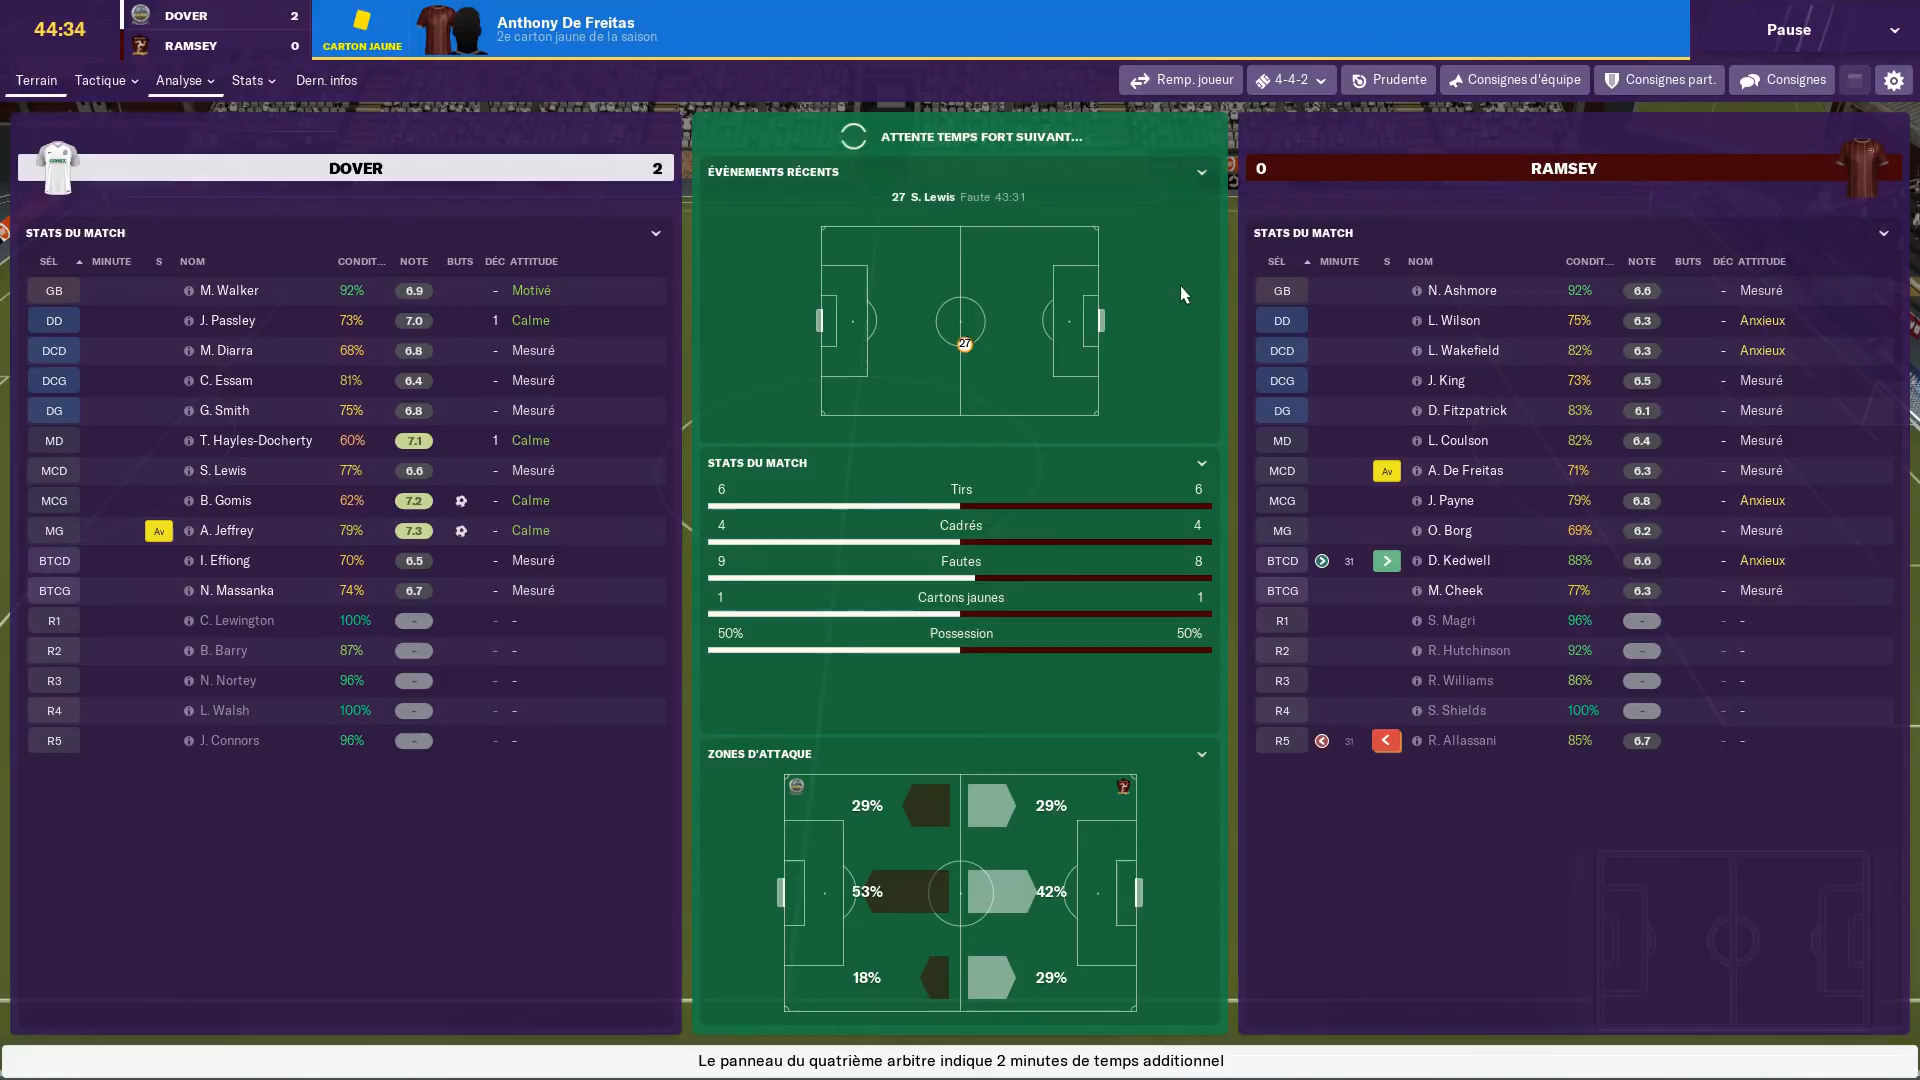 44:34
DOVER 2
RAMSEY 0
CARTON JAUNE
Anthony De Freitas
2e carton jaune de la saison
Pause
Terrain Tactique Analyse Stats Dern. infos
Remp. joueur 4-4-2 Prudente Consignes d'équipe Consignes part. Consignes
DOVER 2
STATS DU MATCH
SÉL MINUTE S NOM CONDIT... NOTE BUTS DÉC ATTITUDE
GB M. Walker 92% 6.9 - Motivé
DD J. Passley 73% 7.0 1 Calme
DCD M. Diarra 68% 6.8 - Mesuré
DCG C. Essam 81% 6.4 - Mesuré
DG G. Smith 75% 6.8 - Mesuré
MD T. Hayles-Docherty 60% 7.1 1 Calme
MCD S. Lewis 77% 6.6 - Mesuré
MCG B. Gomis 62% 7.2 - Calme
MG Av A. Jeffrey 79% 7.3 - Calme
BTCD I. Effiong 70% 6.5 - Mesuré
BTCG N. Massanka 74% 6.7 - Mesuré
R1 C. Lewington 100% - - -
R2 B. Barry 87% - - -
R3 N. Nortey 96% - - -
R4 L. Walsh 100% - - -
R5 J. Connors 96% - - -
ATTENTE TEMPS FORT SUIVANT...
ÉVÈNEMENTS RÉCENTS
27 S. Lewis Faute 43:31
27
STATS DU MATCH
6 Tirs 6
4 Cadrés 4
9 Fautes 8
1 Cartons jaunes 1
50% Possession 50%
ZONES D'ATTAQUE
29% 29%
53% 42%
18% 29%
0 RAMSEY
STATS DU MATCH
SÉL MINUTE S NOM CONDIT... NOTE BUTS DÉC ATTITUDE
GB N. Ashmore 92% 6.6 - Mesuré
DD L. Wilson 75% 6.3 - Anxieux
DCD L. Wakefield 82% 6.3 - Anxieux
DCG J. King 73% 6.5 - Mesuré
DG D. Fitzpatrick 83% 6.1 - Mesuré
MD L. Coulson 82% 6.4 - Mesuré
MCD Av A. De Freitas 71% 6.3 - Mesuré
MCG J. Payne 79% 6.8 - Anxieux
MG O. Borg 69% 6.2 - Mesuré
BTCD 31 D. Kedwell 88% 6.6 - Anxieux
BTCG M. Cheek 77% 6.3 - Mesuré
R1 S. Magri 96% - - -
R2 R. Hutchinson 92% - - -
R3 R. Williams 86% - - -
R4 S. Shields 100% - - -
R5 31 R. Allassani 85% 6.7 - -
Le panneau du quatrième arbitre indique 2 minutes de temps additionnel